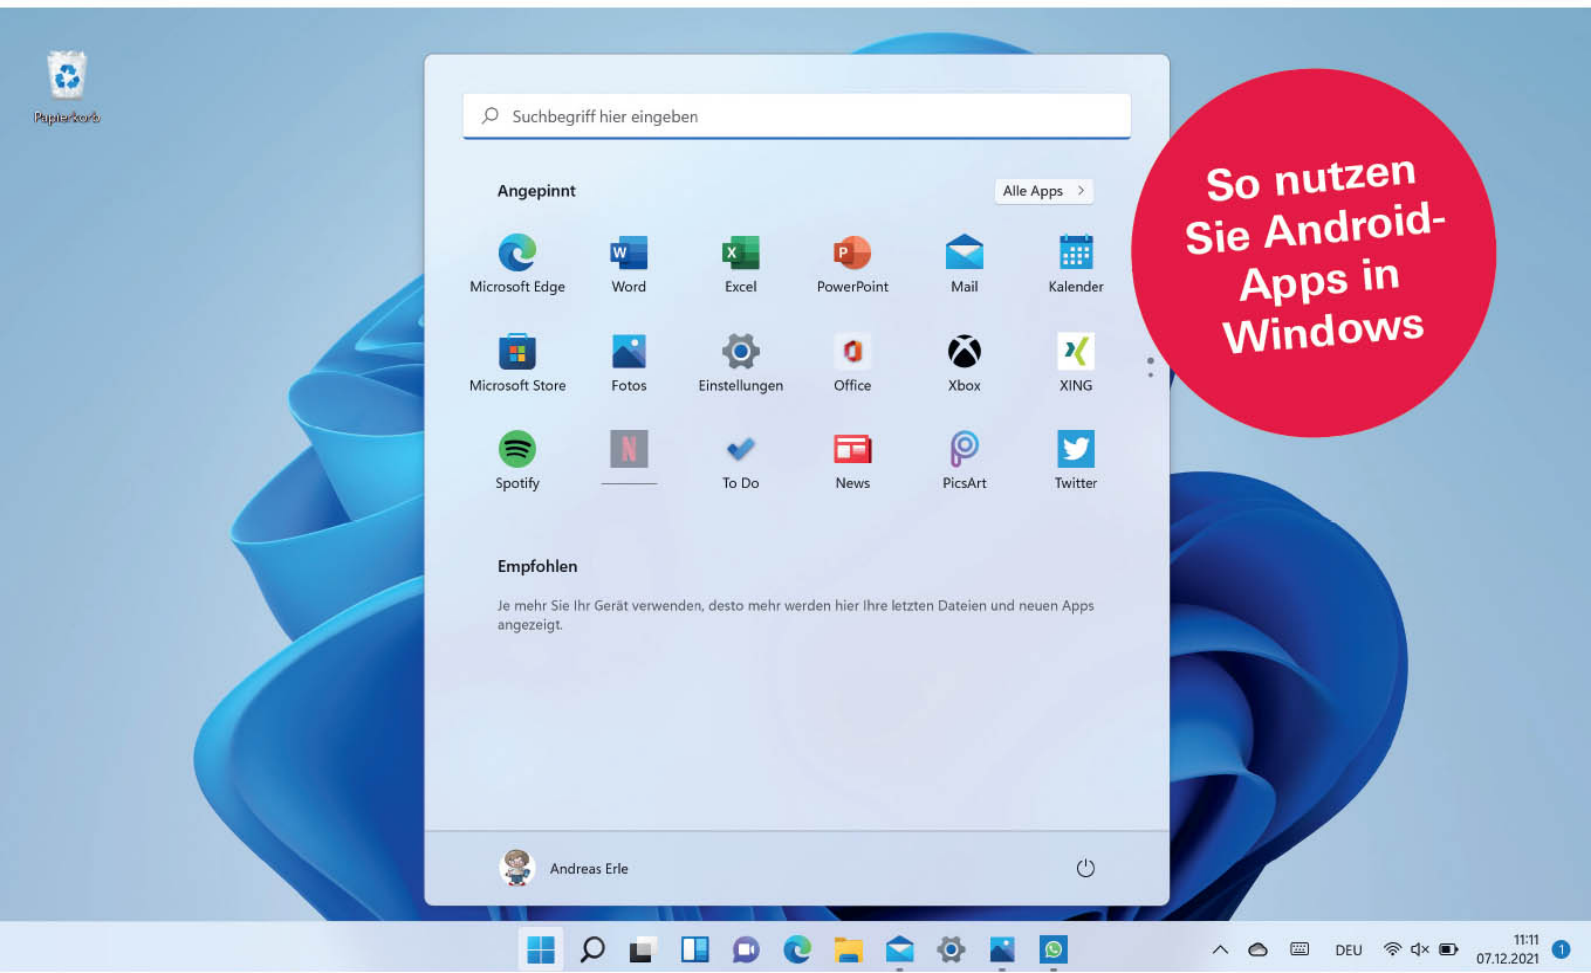 Papierkorb
Suchbegriff hier eingeben
Angepinnt
Alle Apps
So nutzen
Sie Android-
Apps in
Windows
Microsoft Edge
Word
Excel
PowerPoint
Mail
Kalender
Microsoft Store
Fotos
Einstellungen
Office
Xbox
XING
Spotify
To Do
News
PicsArt
Twitter
Empfohlen
Je mehr Sie Ihr Gerät verwenden, desto mehr werden hier Ihre letzten Dateien und neuen Apps
angezeigt.
Andreas Erle
DEU
11:11
07.12.2021
1